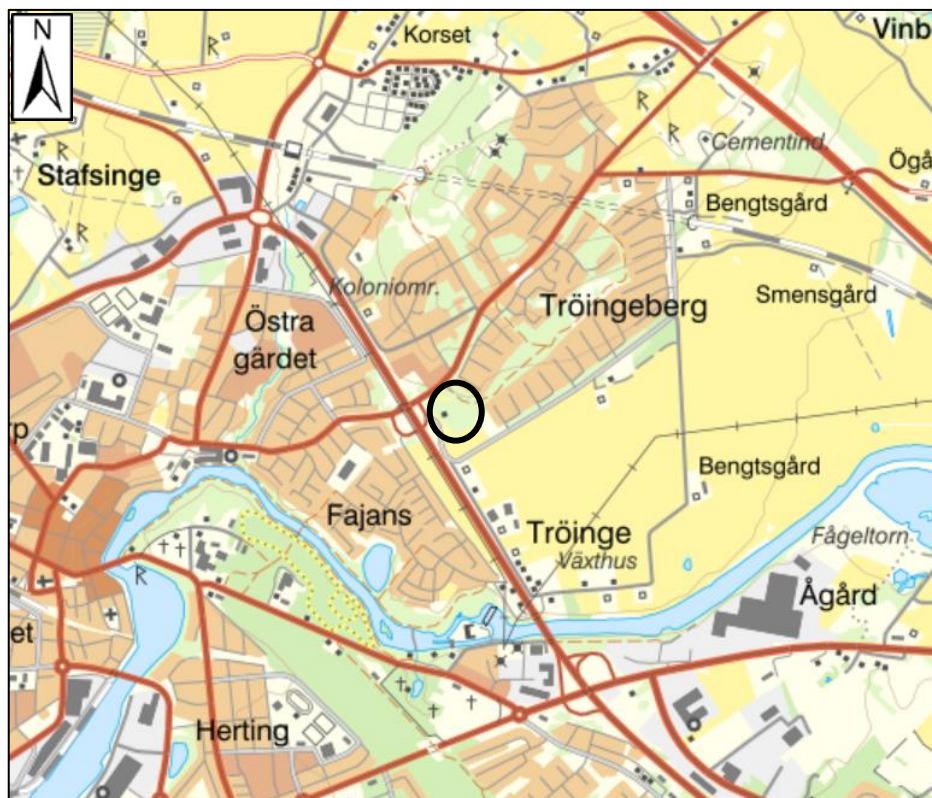 N
Korset
Vinb
Cementind.
Ögå
Stafsinge
Bengtsgård
Koloniomr.
Tröingeberg
Smensgård
Östra
gärdet
rp
Bengtsgård
Fajans
Tröinge
Växthus
Fågeltorn
Ågård
et
Herting